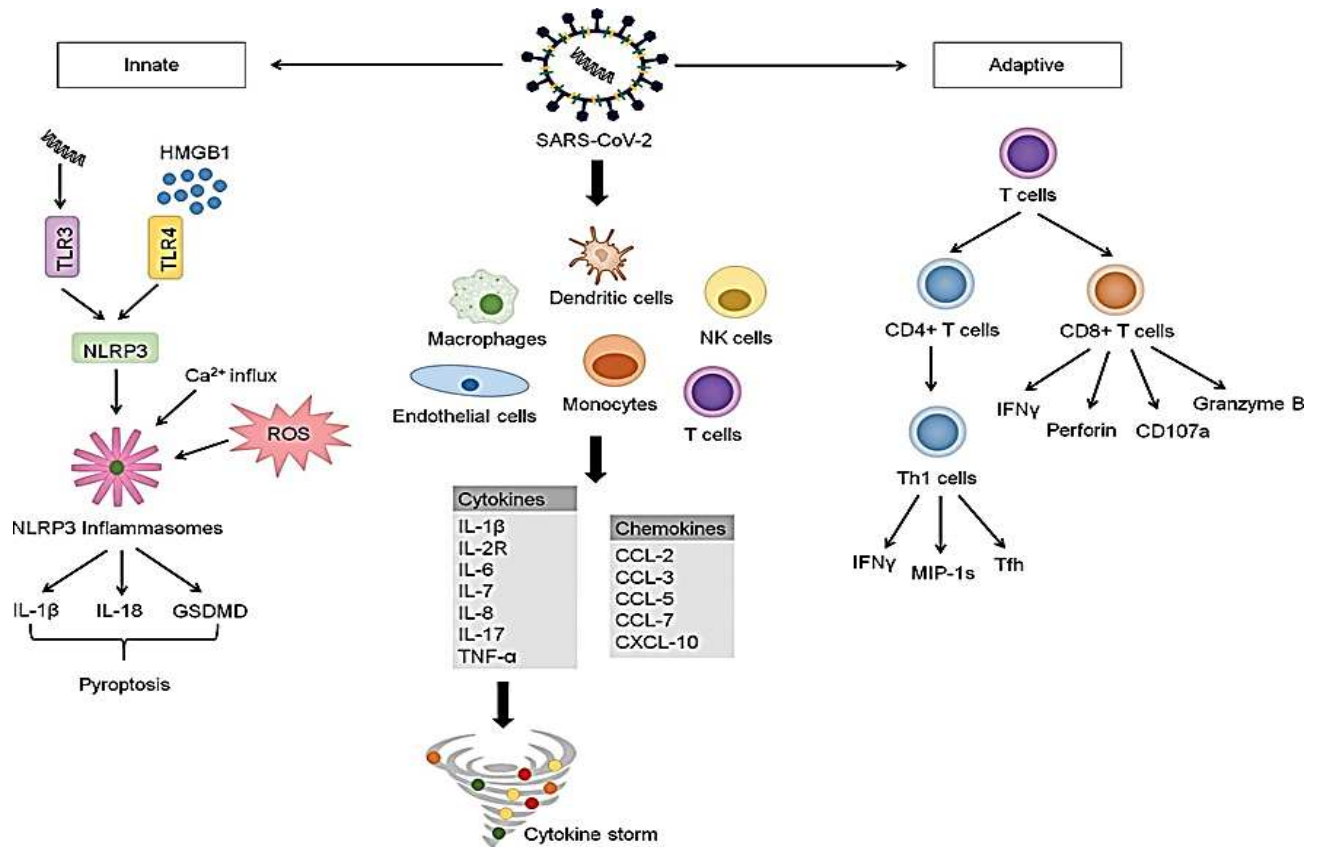 Innate
SARS-CoV-2
Adaptive
HMGB1
TLR3
TLR4
NLRP3
Ca²⁺ influx
ROS
NLRP3 Inflammasomes
IL-1β
IL-18
GSDMD
Pyroptosis
Dendritic cells
Macrophages
NK cells
Endothelial cells
Monocytes
T cells
Cytokines
IL-1β
IL-2R
IL-6
IL-7
IL-8
IL-17
TNF-α
Chemokines
CCL-2
CCL-3
CCL-5
CCL-7
CXCL-10
Cytokine storm
T cells
CD4+ T cells
CD8+ T cells
IFNγ
Perforin
CD107a
Granzyme B
Th1 cells
IFNγ
MIP-1s
Tfh